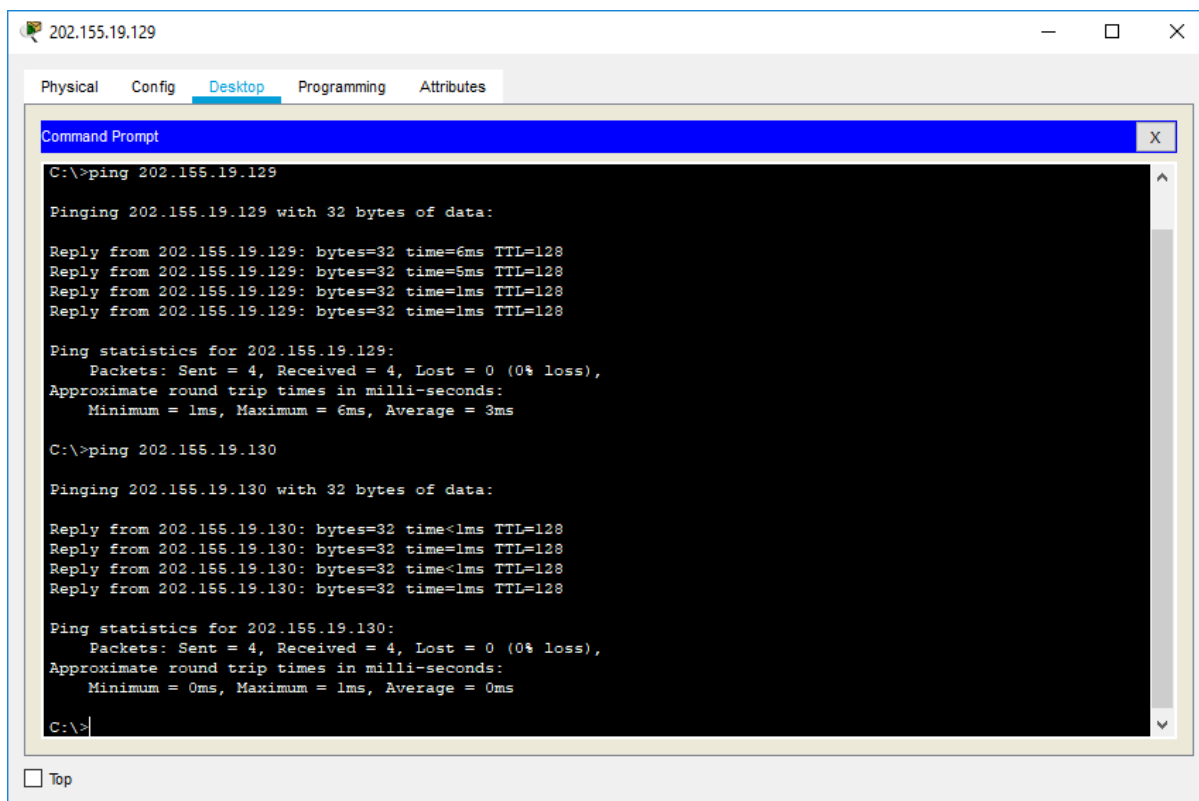 202.155.19.129
Physical Config Desktop Programming Attributes
Command Prompt
X
C:\>ping 202.155.19.129
Pinging 202.155.19.129 with 32 bytes of data:
Reply from 202.155.19.129: bytes=32 time=6ms TTL=128
Reply from 202.155.19.129: bytes=32 time=5ms TTL=128
Reply from 202.155.19.129: bytes=32 time=1ms TTL=128
Reply from 202.155.19.129: bytes=32 time=1ms TTL=128
Ping statistics for 202.155.19.129:
Packets: Sent = 4, Received = 4, Lost = 0 (0% loss),
Approximate round trip times in milli-seconds:
Minimum = 1ms, Maximum = 6ms, Average = 3ms
C:\>ping 202.155.19.130
Pinging 202.155.19.130 with 32 bytes of data:
Reply from 202.155.19.130: bytes=32 time<1ms TTL=128
Reply from 202.155.19.130: bytes=32 time=1ms TTL=128
Reply from 202.155.19.130: bytes=32 time<1ms TTL=128
Reply from 202.155.19.130: bytes=32 time=1ms TTL=128
Ping statistics for 202.155.19.130:
Packets: Sent = 4, Received = 4, Lost = 0 (0% loss),
Approximate round trip times in milli-seconds:
Minimum = 0ms, Maximum = 1ms, Average = 0ms
C:\>
Top